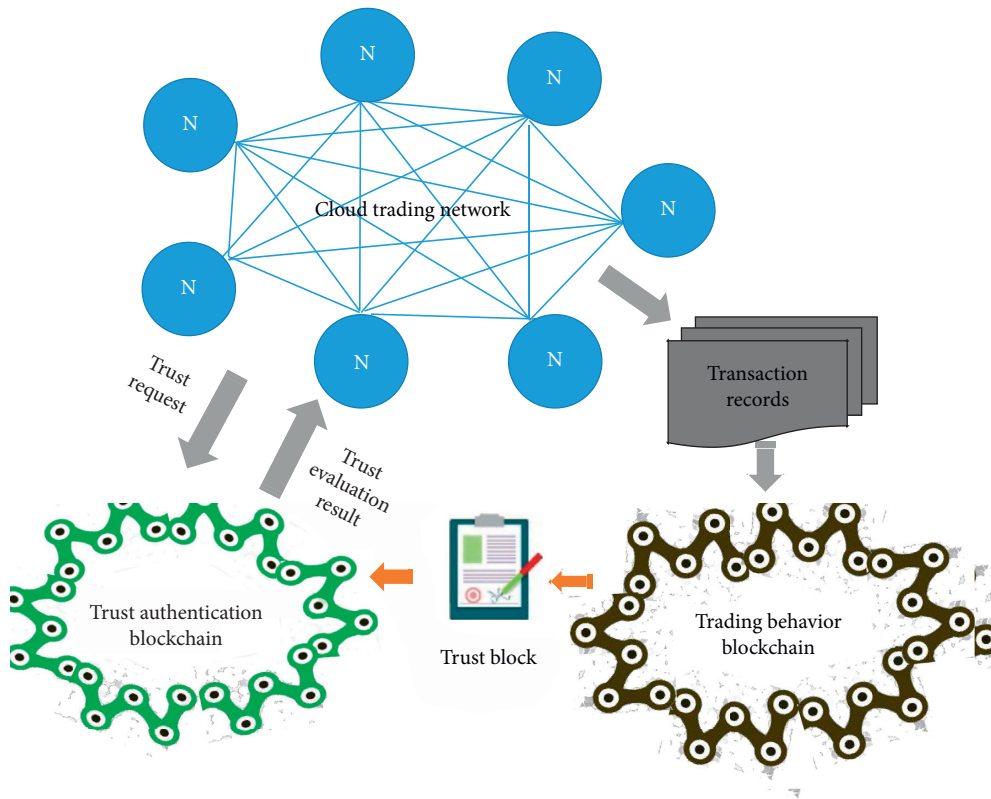 N
N
N
N
Cloud trading network
N
N
N
Trust
request
Trust
evaluation
result
Transaction
records
Trust authentication
blockchain
Trust block
Trading behavior
blockchain